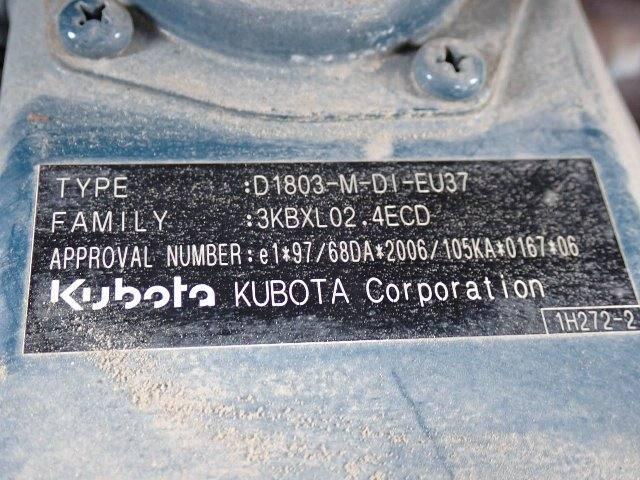 TYPE :D1803-M-DI-EU37
FAMILY :3KBXL02.4ECD
APPROVAL NUMBER:e1*97/68DA*2006/105KA*0167*06
Kubota KUBOTA Corporation
1H272-2